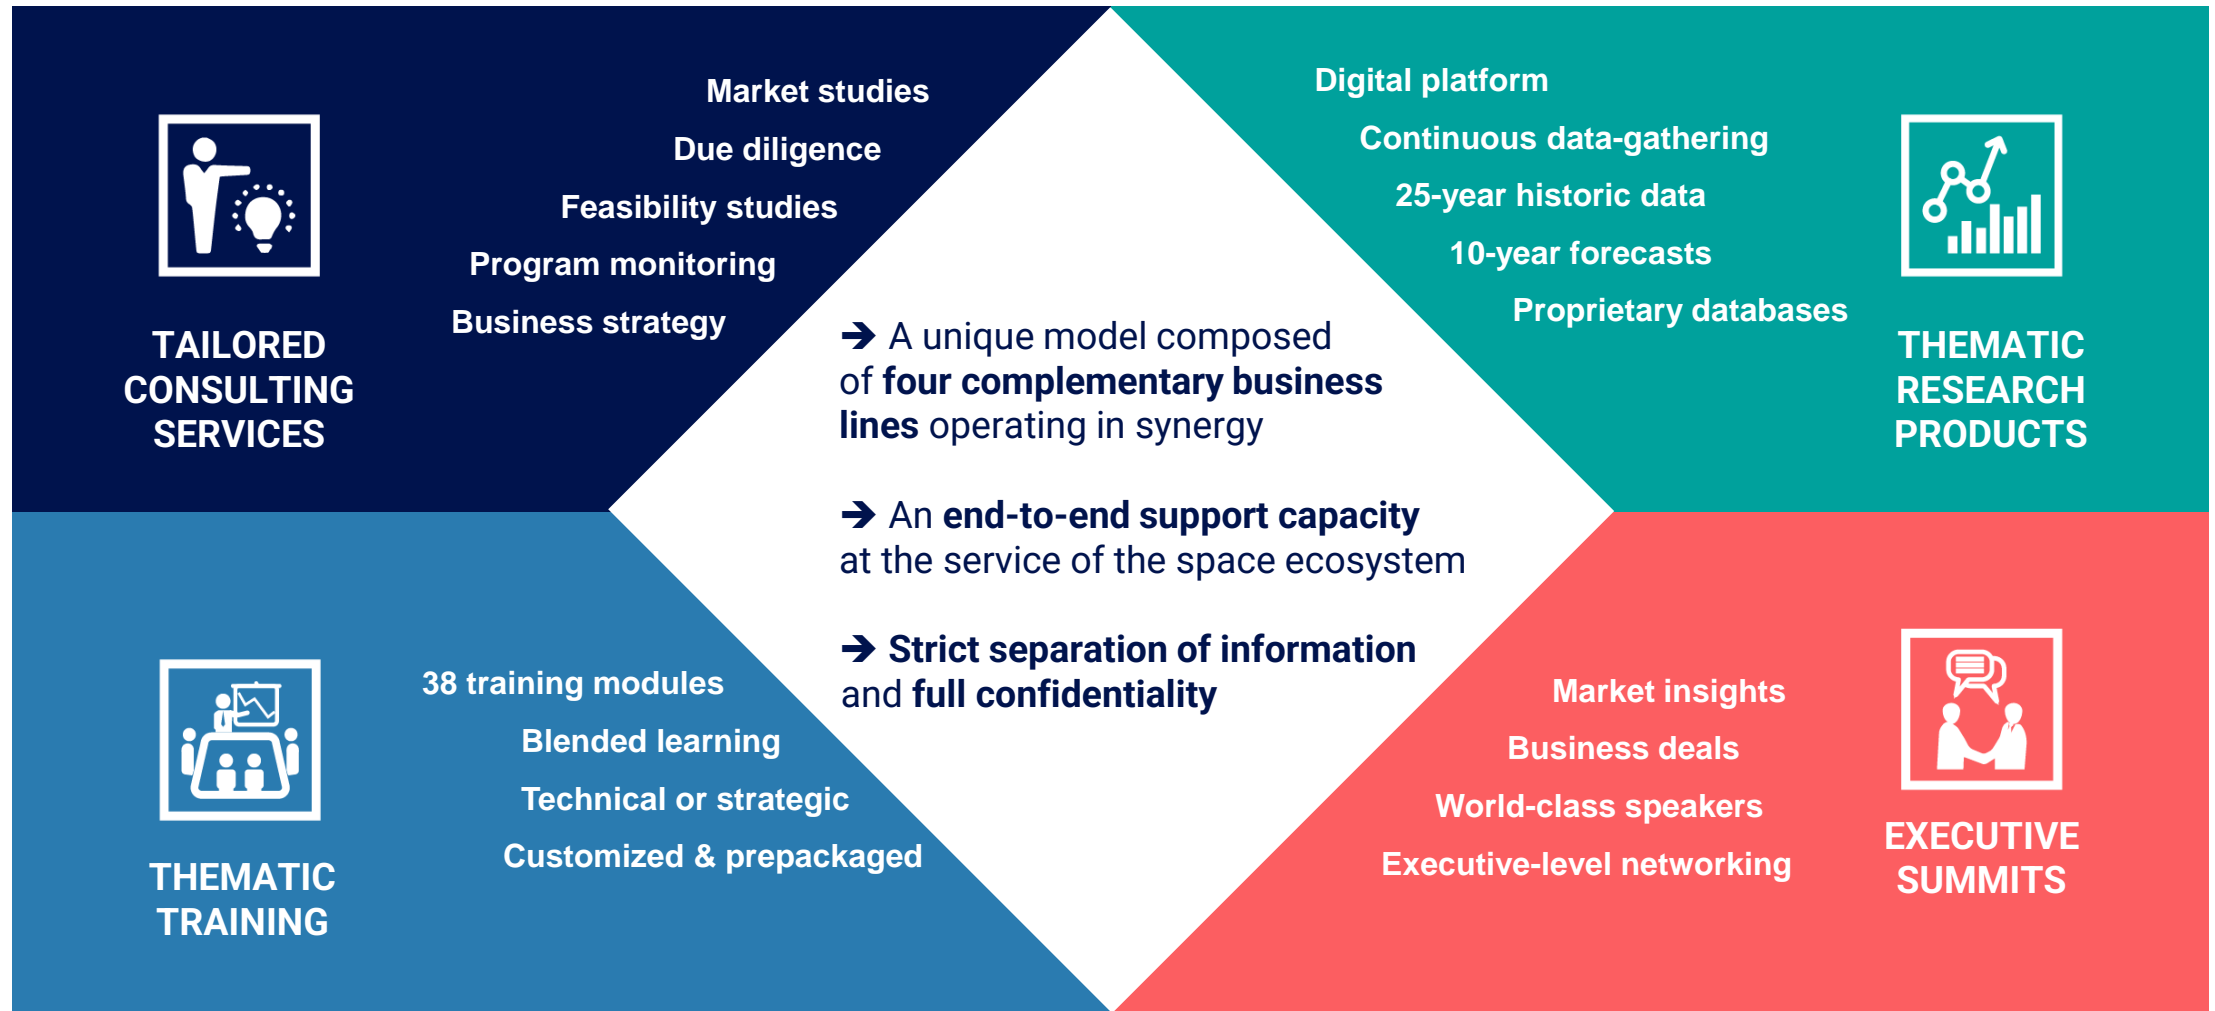 Market studies
Due diligence
Feasibility studies
Program monitoring
Business strategy
TAILORED
CONSULTING
SERVICES
Digital platform
Continuous data-gathering
25-year historic data
10-year forecasts
Proprietary databases
THEMATIC
RESEARCH
PRODUCTS
➔ A unique model composed
of four complementary business
lines operating in synergy
➔ An end-to-end support capacity
at the service of the space ecosystem
➔ Strict separation of information
and full confidentiality
38 training modules
Blended learning
Technical or strategic
Customized & prepackaged
THEMATIC
TRAINING
Market insights
Business deals
World-class speakers
Executive-level networking
EXECUTIVE
SUMMITS